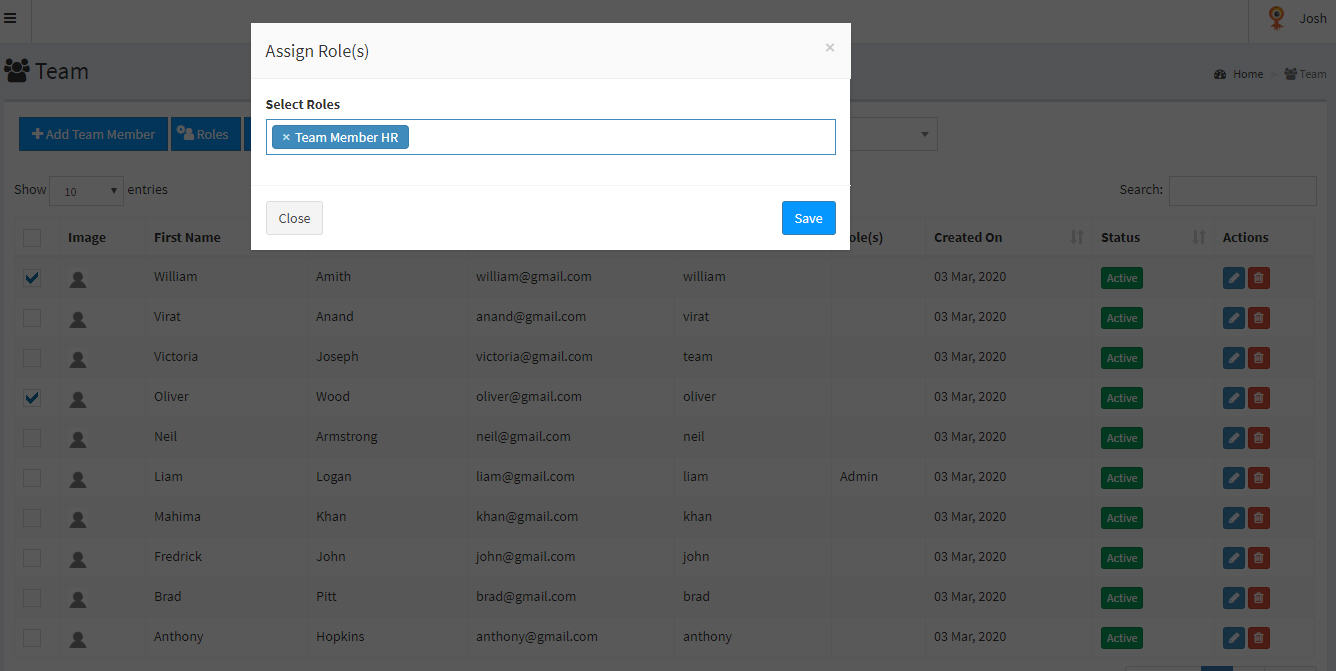 Josh
Assign Role(s) ×
Team
Home Team
Select Roles
× Team Member HR
Add Team Member Roles
Show 10 entries
Search:
Close Save
Image First Name ole(s) Created On Status Actions
William Amith william@gmail.com william 03 Mar, 2020 Active
Virat Anand anand@gmail.com virat 03 Mar, 2020 Active
Victoria Joseph victoria@gmail.com team 03 Mar, 2020 Active
Oliver Wood oliver@gmail.com oliver 03 Mar, 2020 Active
Neil Armstrong neil@gmail.com neil 03 Mar, 2020 Active
Liam Logan liam@gmail.com liam Admin 03 Mar, 2020 Active
Mahima Khan khan@gmail.com khan 03 Mar, 2020 Active
Fredrick John john@gmail.com john 03 Mar, 2020 Active
Brad Pitt brad@gmail.com brad 03 Mar, 2020 Active
Anthony Hopkins anthony@gmail.com anthony 03 Mar, 2020 Active